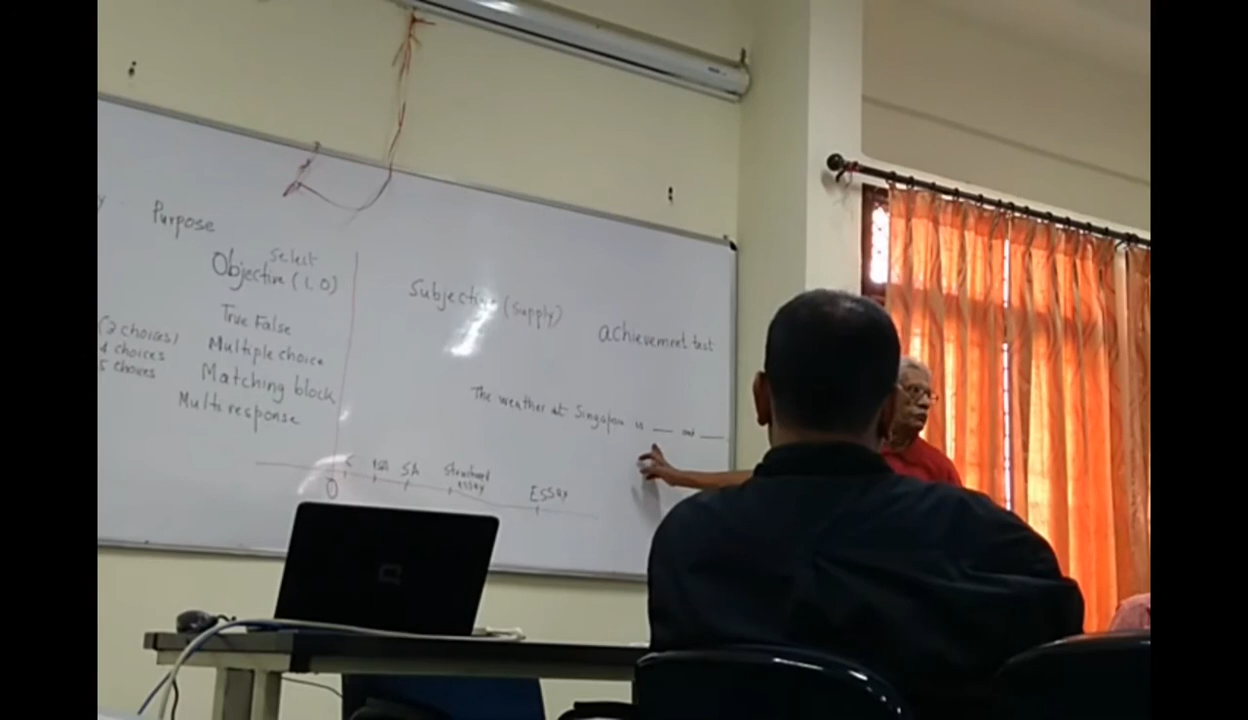 Purpose
Select
Objective (1, 0)
True False
(2 choices)
Multiple choice
4 choices
5 choices
Matching block
Multi response
Subjective (Supply)
achievement test
The weather at Singapore is ___ and ___
C
SA
Structured
essay
Essay
0